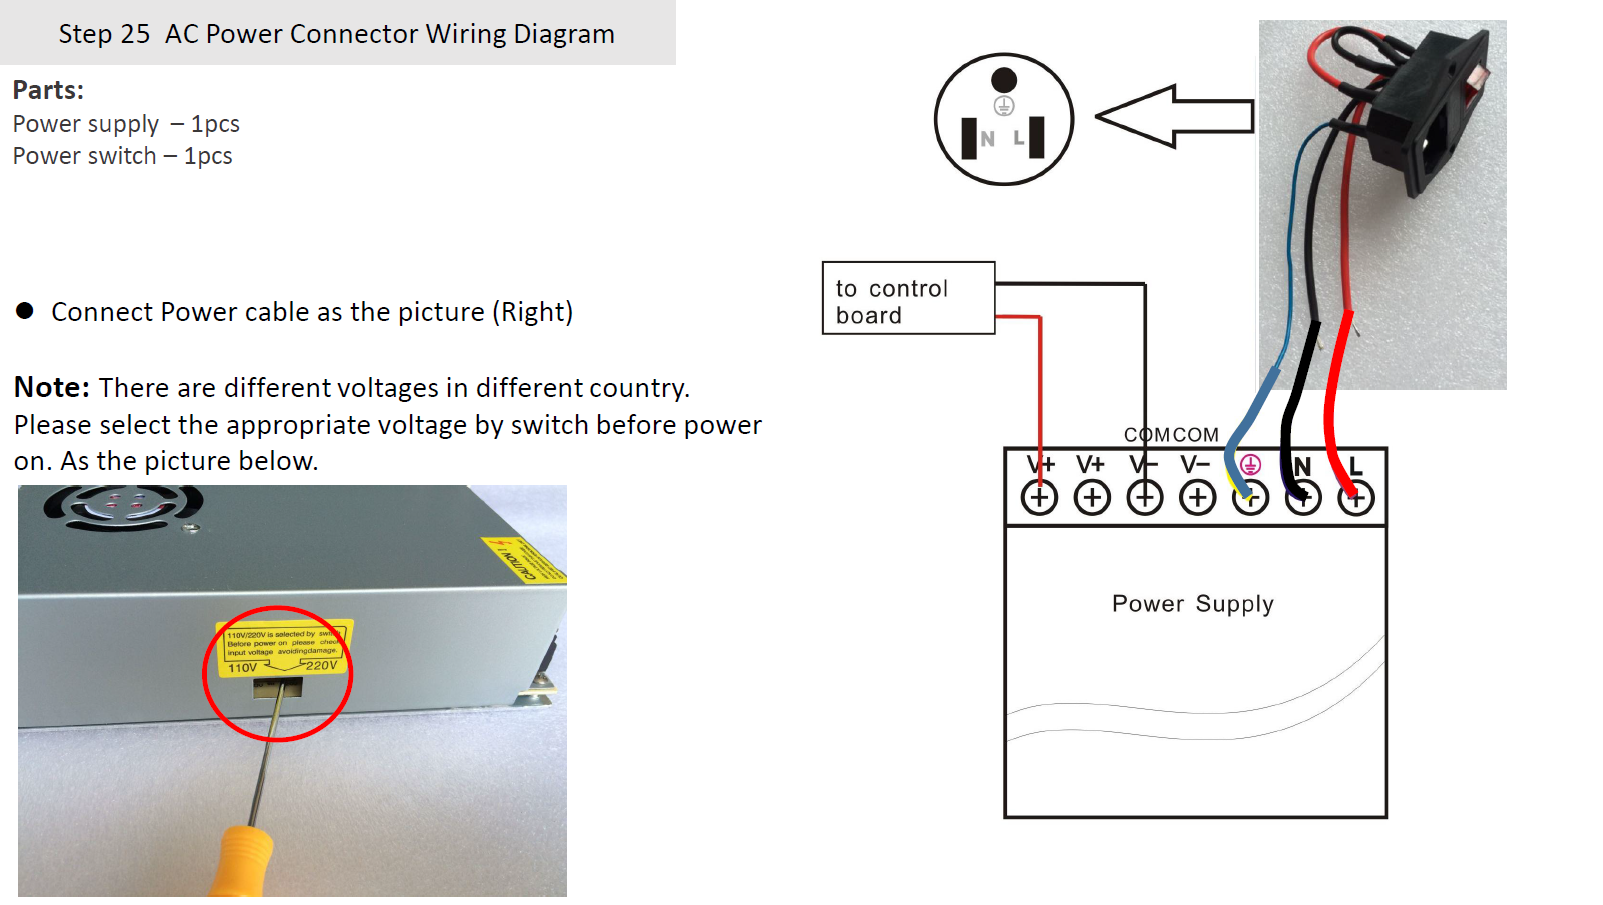 Step 25  AC Power Connector Wiring Diagram
Parts:
Power supply  – 1pcs
Power switch – 1pcs
● Connect Power cable as the picture (Right)
Note: There are different voltages in different country.
Please select the appropriate voltage by switch before power
on. As the picture below.
110V/220V is selected by switch
Before power on please check
input voltage avoidingdamage.
110V 220V
CAUTION !
N L
to control
board
COM COM
V+ V+ V- V- N L
Power Supply